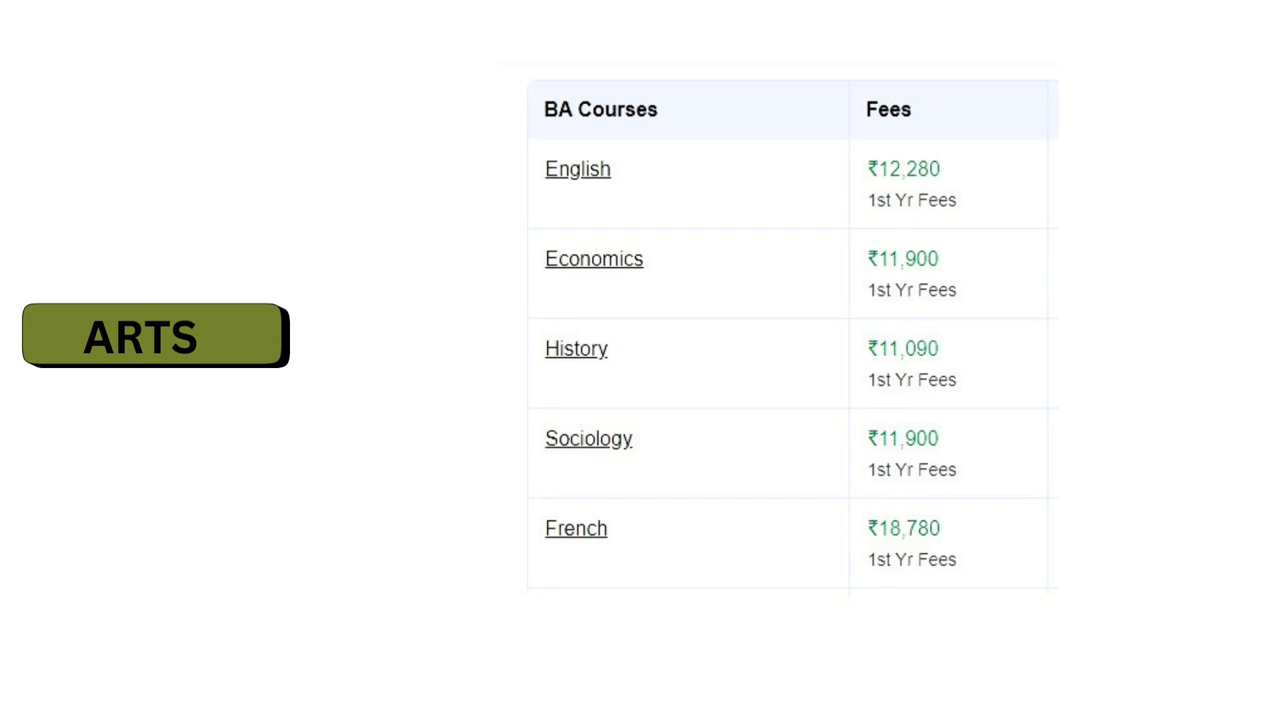 ARTS
BA Courses Fees
English ₹12,280
1st Yr Fees
Economics ₹11,900
1st Yr Fees
History ₹11,090
1st Yr Fees
Sociology ₹11,900
1st Yr Fees
French ₹18,780
1st Yr Fees